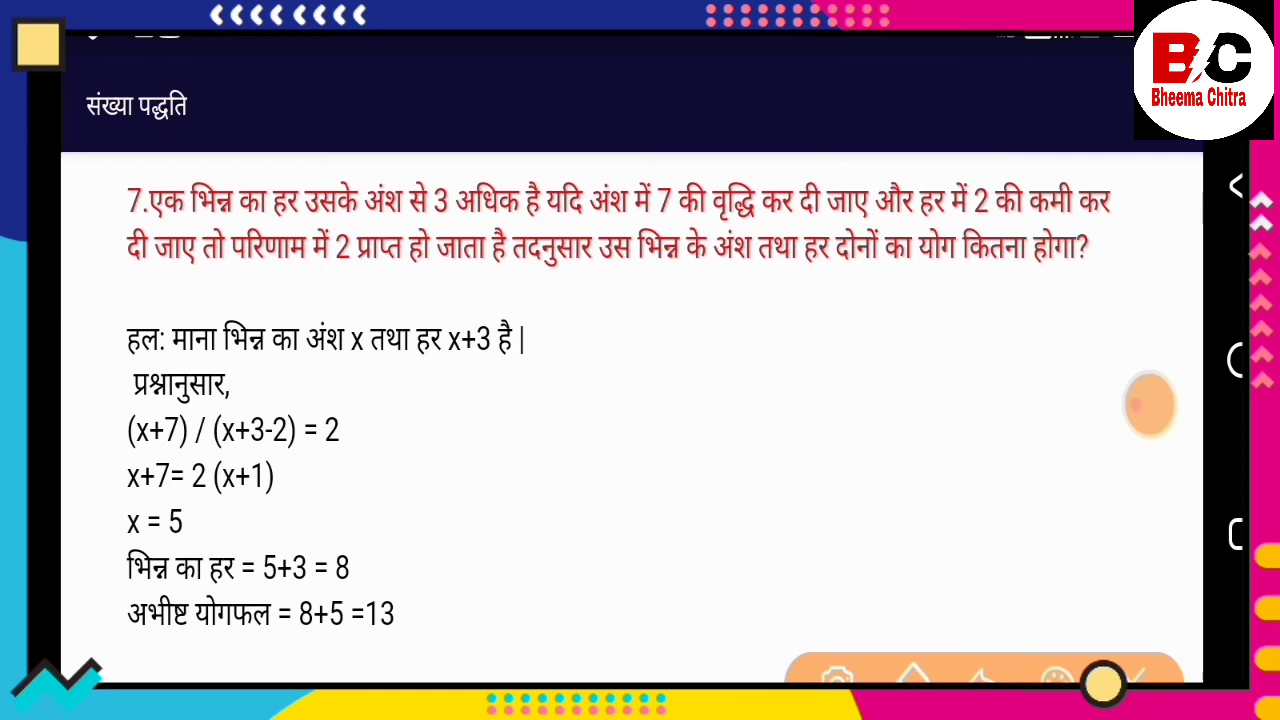 BC
Bheema Chitra
संख्या पद्धति
7.एक भिन्न का हर उसके अंश से 3 अधिक है यदि अंश में 7 की वृद्धि कर दी जाए और हर में 2 की कमी कर
दी जाए तो परिणाम में 2 प्राप्त हो जाता है तदनुसार उस भिन्न के अंश तथा हर दोनों का योग कितना होगा?
हल: माना भिन्न का अंश x तथा हर x+3 है |
प्रश्नानुसार,
(x+7) / (x+3-2) = 2
x+7= 2 (x+1)
x = 5
भिन्न का हर = 5+3 = 8
अभीष्ट योगफल = 8+5 =13